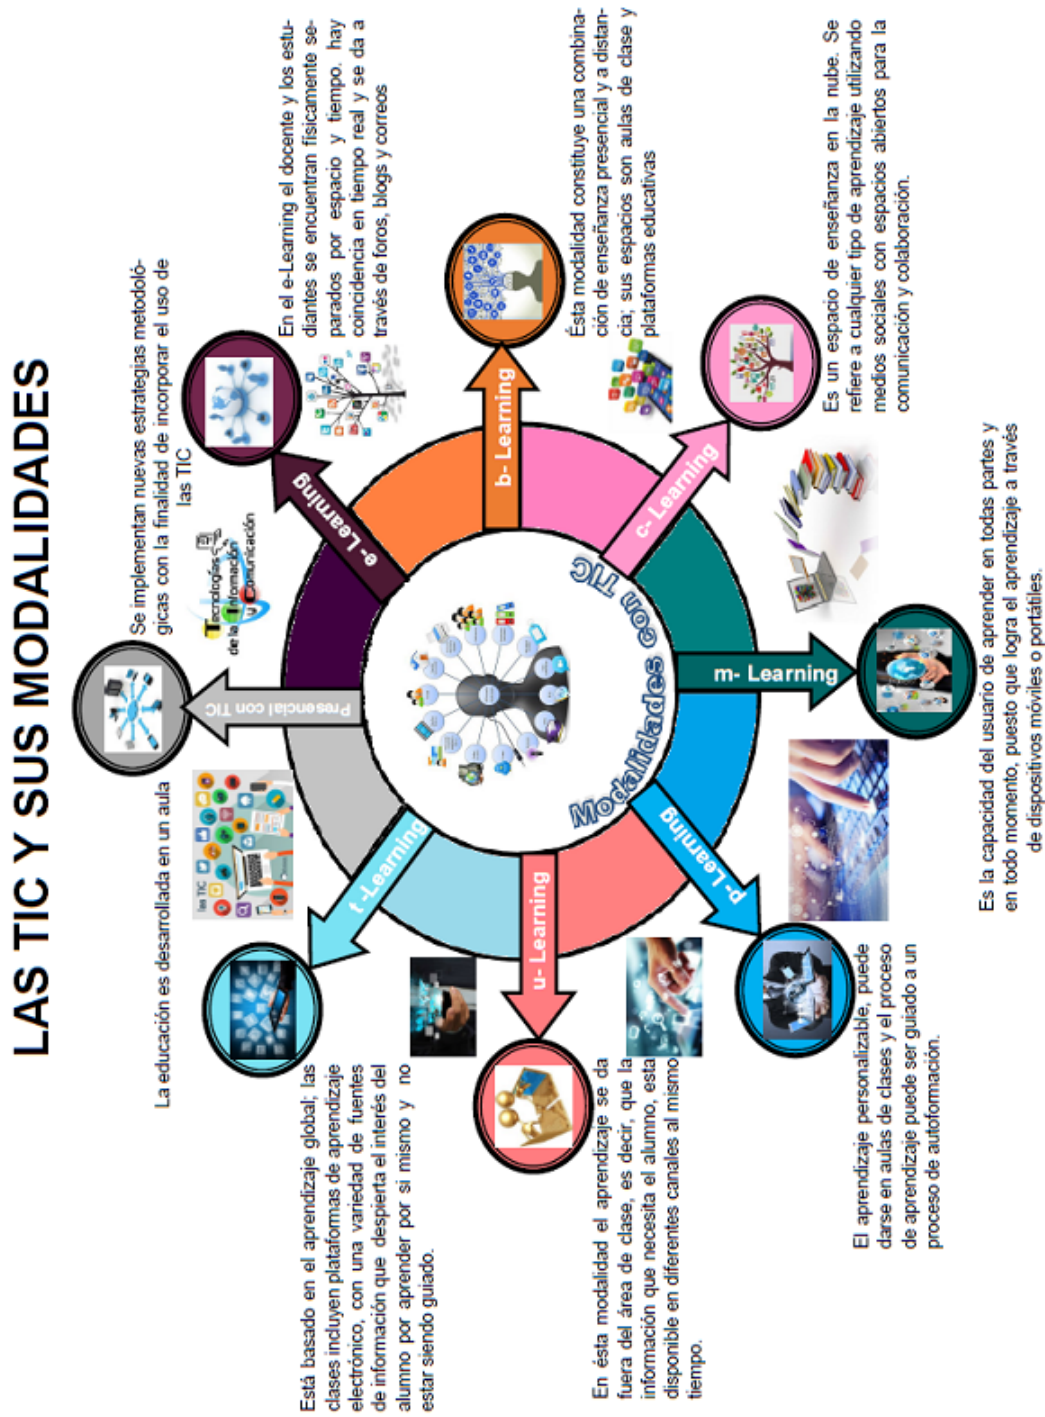 LAS TIC Y SUS MODALIDADES
La educación es desarrollada en un aula
Se implementan nuevas estrategias metodoló-
gicas con la finalidad de incorporar el uso de
las TIC
las TIC
Tecnologías
de la Información
y Comunicación
Presencial con TIC
e- Learning
En el e-Learning el docente y los estu-
diantes se encuentran físicamente se-
parados por espacio y tiempo. hay
coincidencia en tiempo real y se da a
través de foros, blogs y correos
b- Learning
Ésta modalidad constituye una combina-
ción de enseñanza presencial y a distan-
cia, sus espacios son aulas de clase y
plataformas educativas
c- Learning
Es un espacio de enseñanza en la nube. Se
refiere a cualquier tipo de aprendizaje utilizando
medios sociales con espacios abiertos para la
comunicación y colaboración.
m- Learning
Es la capacidad del usuario de aprender en todas partes y
en todo momento, puesto que logra el aprendizaje a través
de dispositivos móviles o portátiles.
p- Learning
El aprendizaje personalizable, puede
darse en aulas de clases y el proceso
de aprendizaje puede ser guiado a un
proceso de autoformación.
u- Learning
En ésta modalidad el aprendizaje se da
fuera del área de clase, es decir, que la
información que necesita el alumno, esta
disponible en diferentes canales al mismo
tiempo.
t -Learning
Está basado en el aprendizaje global; las
clases incluyen plataformas de aprendizaje
electrónico, con una variedad de fuentes
de información que despierta el interés del
alumno por aprender por si mismo y no
estar siendo guiado.
Modalidades con TIC